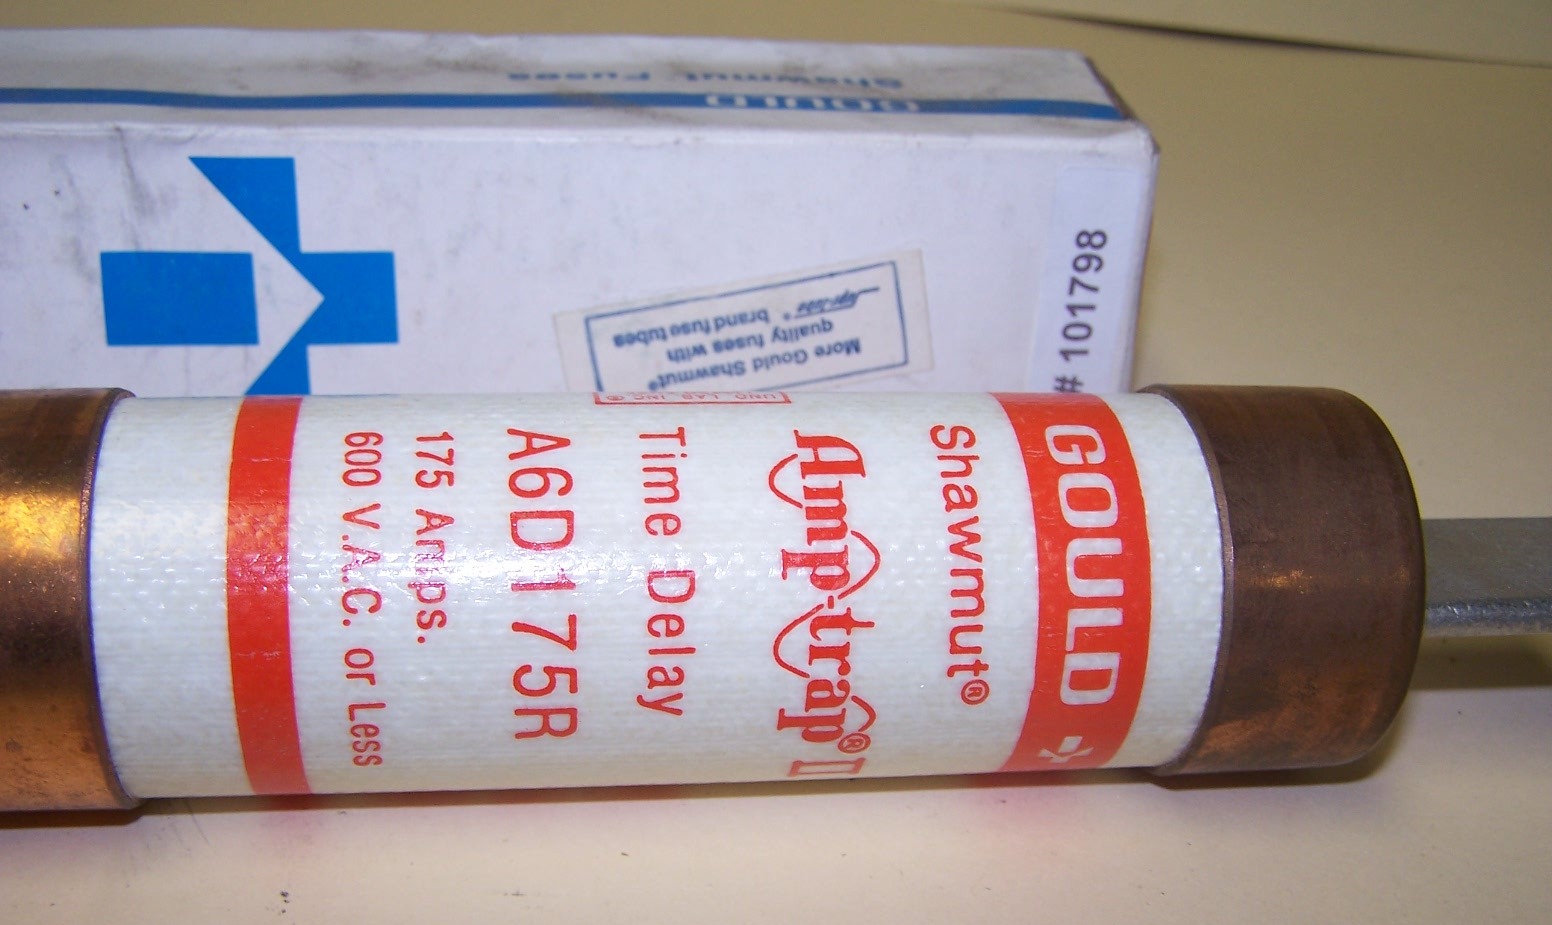 GOULD
Shawmut Fuses
# 101798
More Gould Shawmut®
quality fuses with
brand fuse tubes
GOULD
Shawmut®
Amp-trap® II
Time Delay
A6D175R
175 Amps.
600 V.A.C. or Less